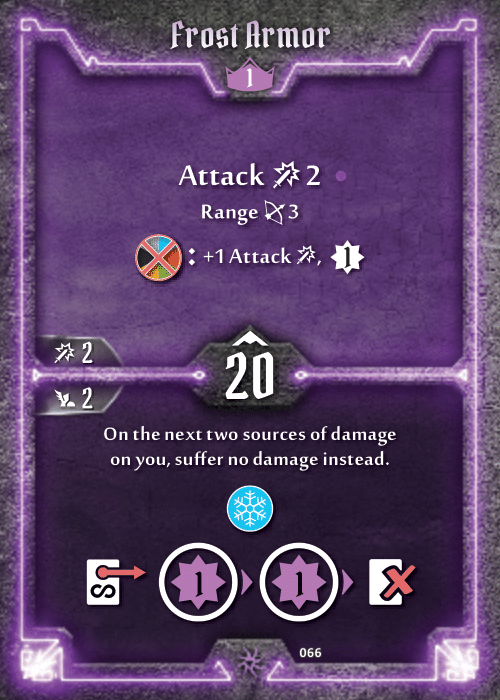 Frost Armor
1
Attack 2
Range 3
: +1 Attack , 1
2
20
2
On the next two sources of damage
on you, suffer no damage instead.
1 1
066